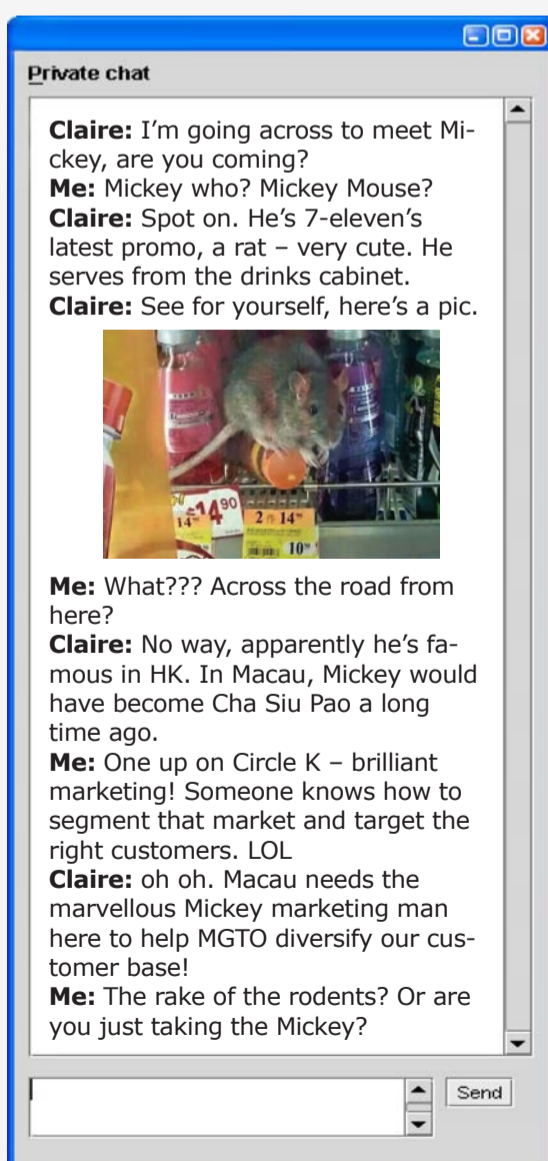 Private chat
Claire: I'm going across to meet Mi-
ckey, are you coming?
Me: Mickey who? Mickey Mouse?
Claire: Spot on. He's 7-eleven's
latest promo, a rat – very cute. He
serves from the drinks cabinet.
Claire: See for yourself, here's a pic.
14.90
2 件 14
10
Me: What??? Across the road from
here?
Claire: No way, apparently he's fa-
mous in HK. In Macau, Mickey would
have become Cha Siu Pao a long
time ago.
Me: One up on Circle K – brilliant
marketing! Someone knows how to
segment that market and target the
right customers. LOL
Claire: oh oh. Macau needs the
marvellous Mickey marketing man
here to help MGTO diversify our cus-
tomer base!
Me: The rake of the rodents? Or are
you just taking the Mickey?
Send